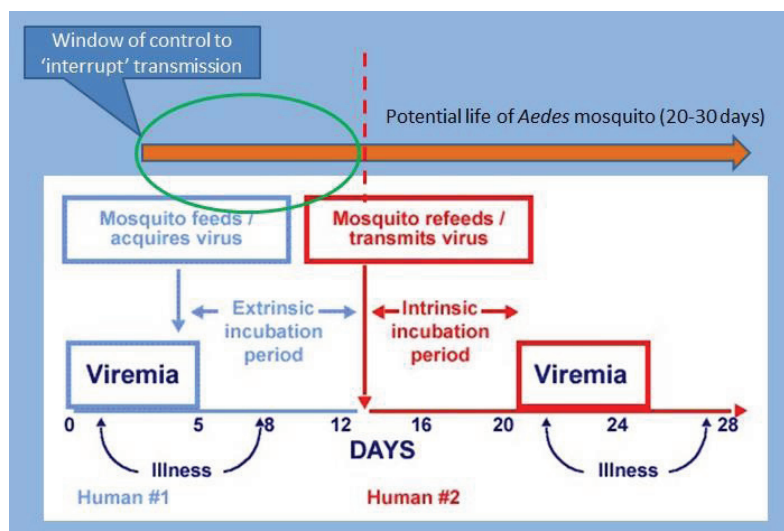 Window of control to
‘interrupt’ transmission
Potential life of Aedes mosquito (20-30 days)
Mosquito feeds /
acquires virus
Mosquito refeeds /
transmits virus
Extrinsic
incubation
period
Intrinsic
incubation
period
Viremia
Viremia
0 5 8 12 16 20 24 28
DAYS
Illness
Illness
Human #1
Human #2